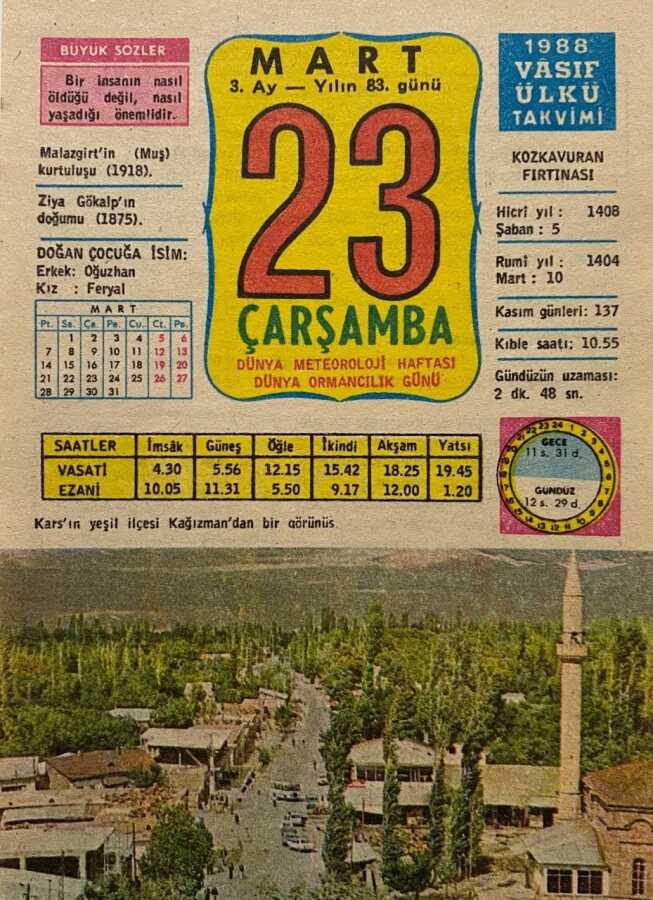 BÜYÜK SÖZLER
Bir insanın nasıl
öldüğü değil, nasıl
yaşadığı önemlidir.
Malazgirt'in (Muş)
kurtuluşu (1918).
Ziya Gökalp'ın
doğumu (1875).
DOĞAN ÇOCUĞA İSİM:
Erkek: Oğuzhan
Kız : Feryal
MART
Pt. Sa. Ça. Pe. Cu. Ct. Pa.
1 2 3 4 5 6
7 8 9 10 11 12 13
14 15 16 17 18 19 20
21 22 23 24 25 26 27
28 29 30 31
MART
3. Ay — Yılın 83. günü
23
ÇARŞAMBA
DÜNYA METEOROLOJİ HAFTASI
DÜNYA ORMANCILIK GÜNÜ
1988
VÂSIF
ÜLKÜ
TAKVİMİ
KOZKAVURAN
FIRTINASI
Hicrî yıl : 1408
Şaban : 5
Rumî yıl : 1404
Mart : 10
Kasım günleri: 137
Kıble saatı: 10.55
Gündüzün uzaması:
2 dk. 48 sn.
SAATLER İmsâk Güneş Öğle İkindi Akşam Yatsı
VASATİ 4.30 5.56 12.15 15.42 18.25 19.45
EZANİ 10.05 11.31 5.50 9.17 12.00 1.20
GECE
11 s. 31 d.
GÜNDÜZ
12 s. 29 d.
Kars'ın yeşil ilçesi Kağızman'dan bir görünüş.